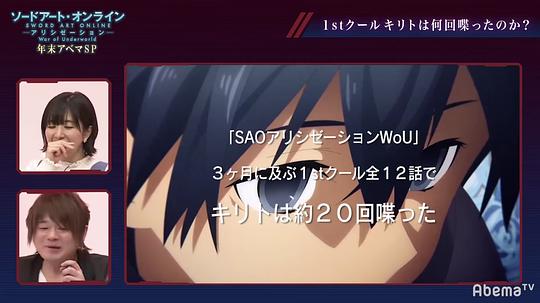 ソードアート・オンライン
SWORD ART ONLINE
アリシゼーション
War of Underworld
年末アベマSP
1stクールキリトは何回喋ったのか?
「SAOアリシゼーションWoU」
3ヶ月に及ぶ1stクール全12話で
キリトは約20回喋った
AbemaTV